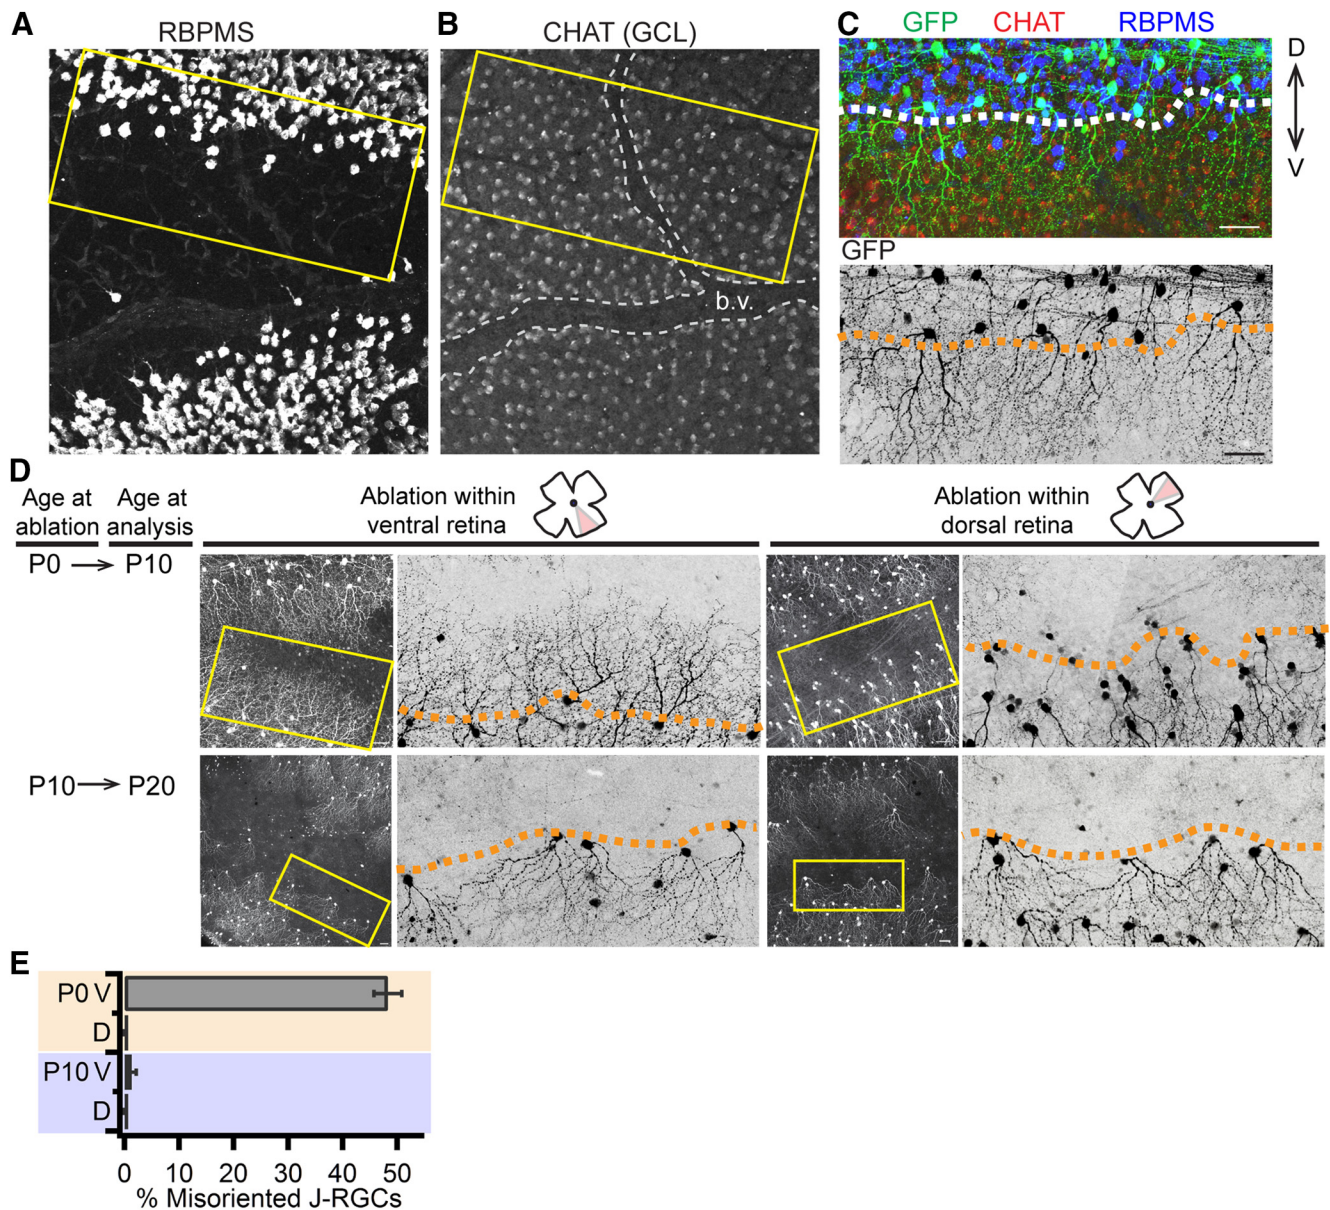 A
RBPMS
B
CHAT (GCL)
b.v.
C
GFP CHAT RBPMS
D
V
GFP
D
Age at ablation
Age at analysis
Ablation within ventral retina
Ablation within dorsal retina
P0 → P10
P10 → P20
E
P0 V
D
P10 V
D
0 10 20 30 40 50
% Misoriented J-RGCs